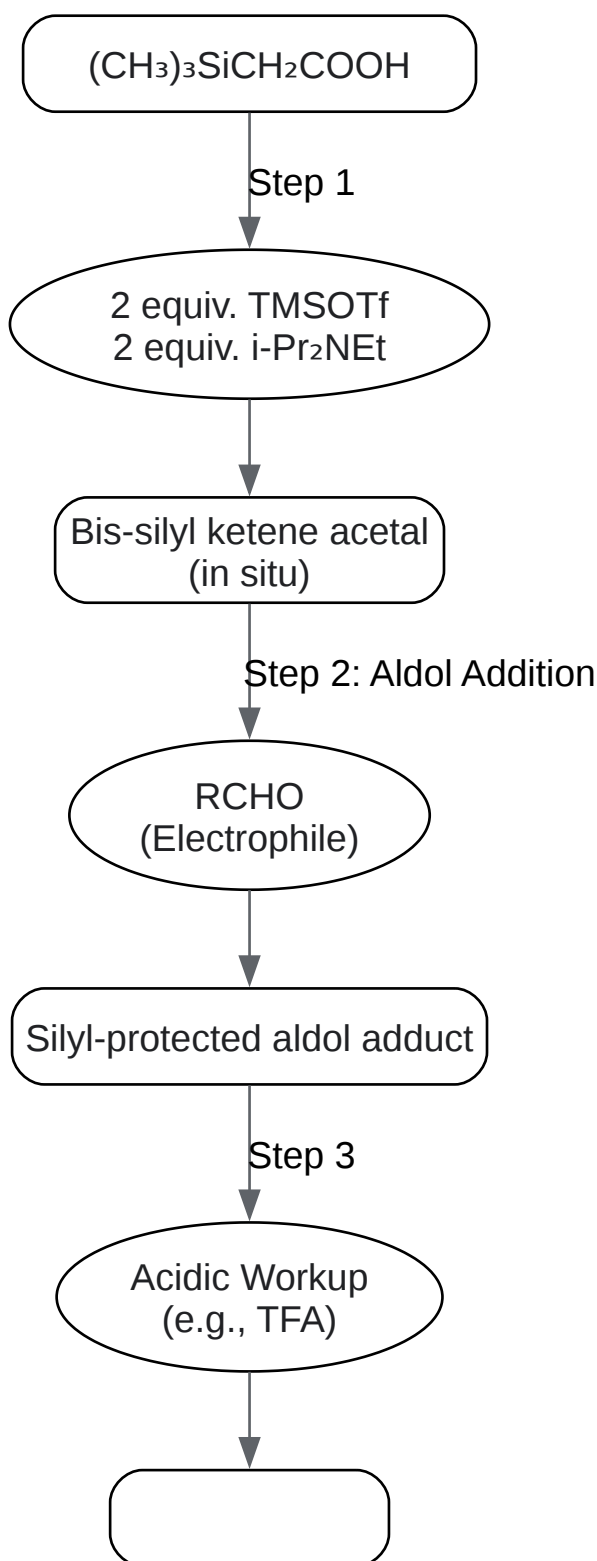 (CH₃)₃SiCH₂COOH
Step 1
2 equiv. TMSOTf
2 equiv. i-Pr₂NEt
Bis-silyl ketene acetal
(in situ)
Step 2: Aldol Addition
RCHO
(Electrophile)
Silyl-protected aldol adduct
Step 3
Acidic Workup
(e.g., TFA)